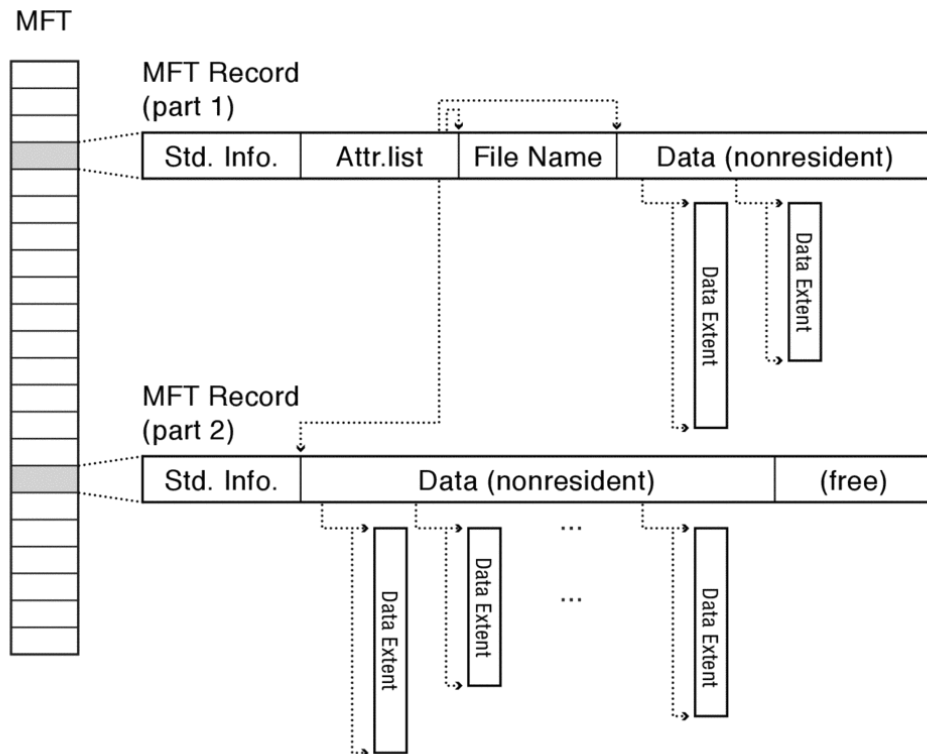 MFT
MFT Record
(part 1)
Std. Info.
Attr.list
File Name
Data (nonresident)
Data Extent
Data Extent
MFT Record
(part 2)
Std. Info.
Data (nonresident)
(free)
Data Extent
Data Extent
...
...
Data Extent